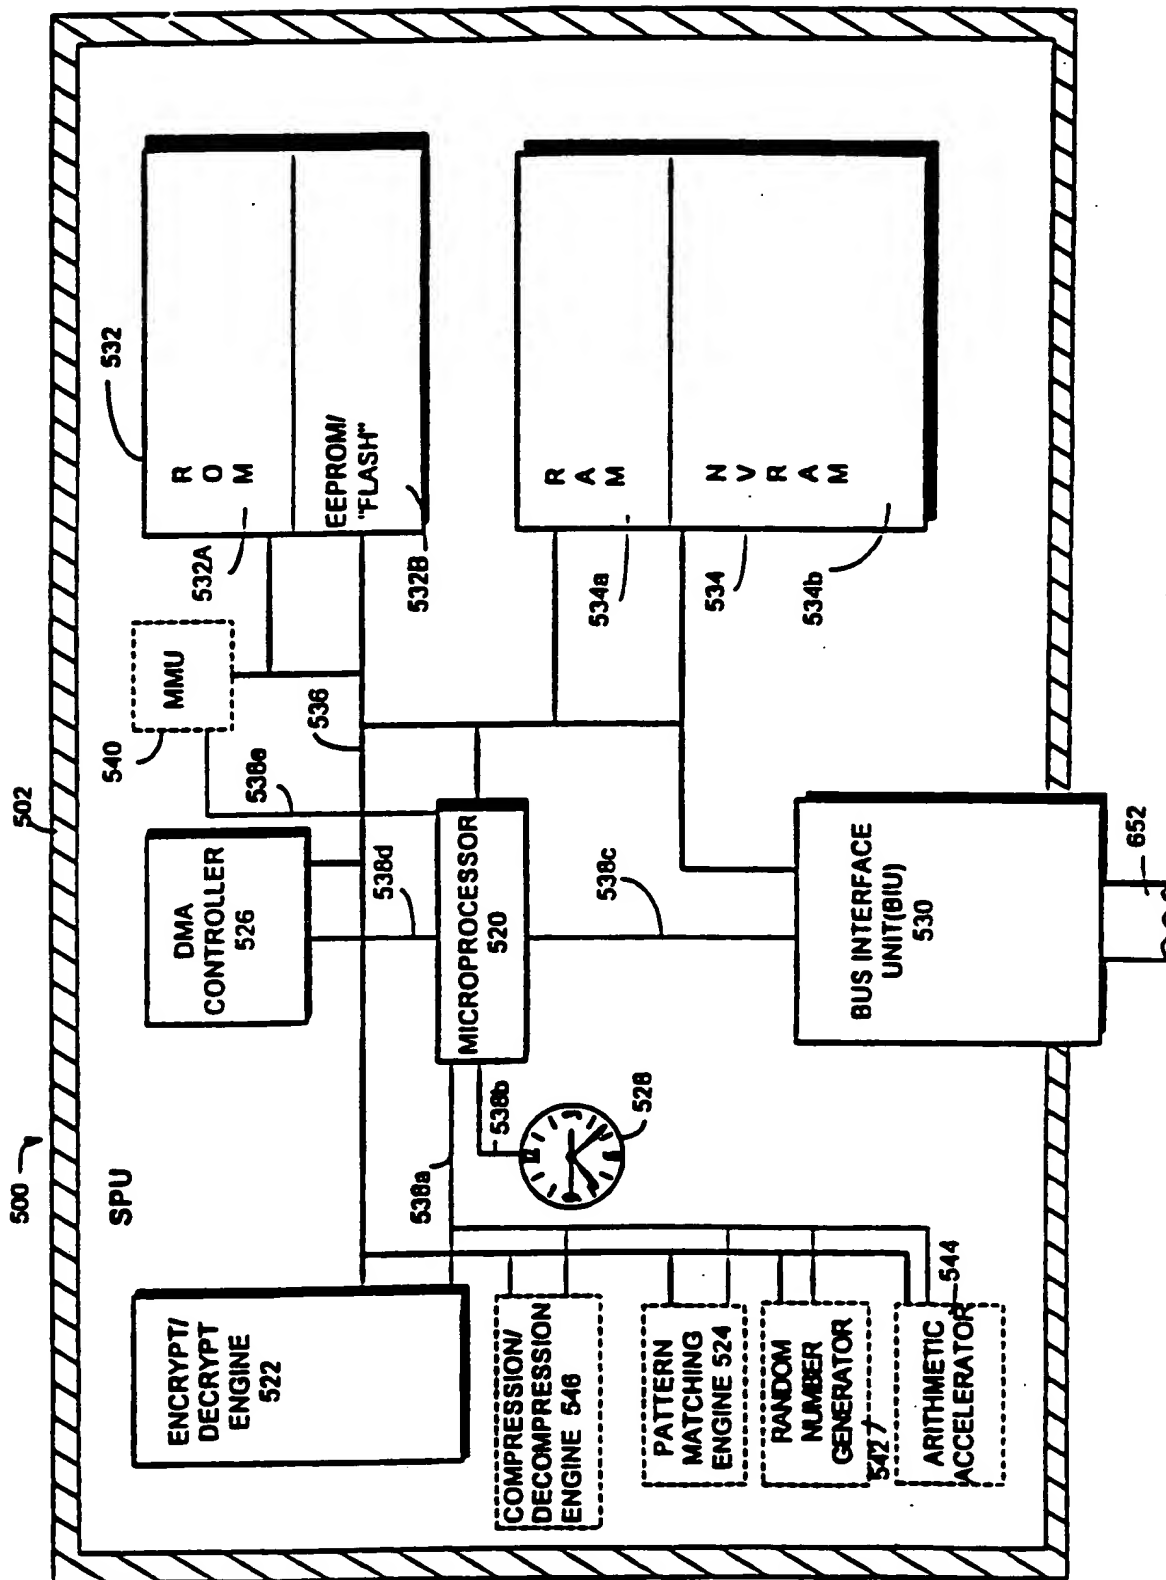 500
502
SPU
ENCRYPT/
DECRYPT
ENGINE
522
DMA
CONTROLLER
526
540
MMU
532
R
O
M
532A
EEPROM/
"FLASH"
532B
536
538e
538d
538a
538b
MICROPROCESSOR
520
538c
528
COMPRESSION/
DECOMPRESSION
ENGINE 546
PATTERN
MATCHING
ENGINE 524
RANDOM
NUMBER
GENERATOR
542
ARITHMETIC
ACCELERATOR
544
R
A
M
534a
N
V
R
A
M
534
534b
BUS INTERFACE
UNIT(BIU)
530
652